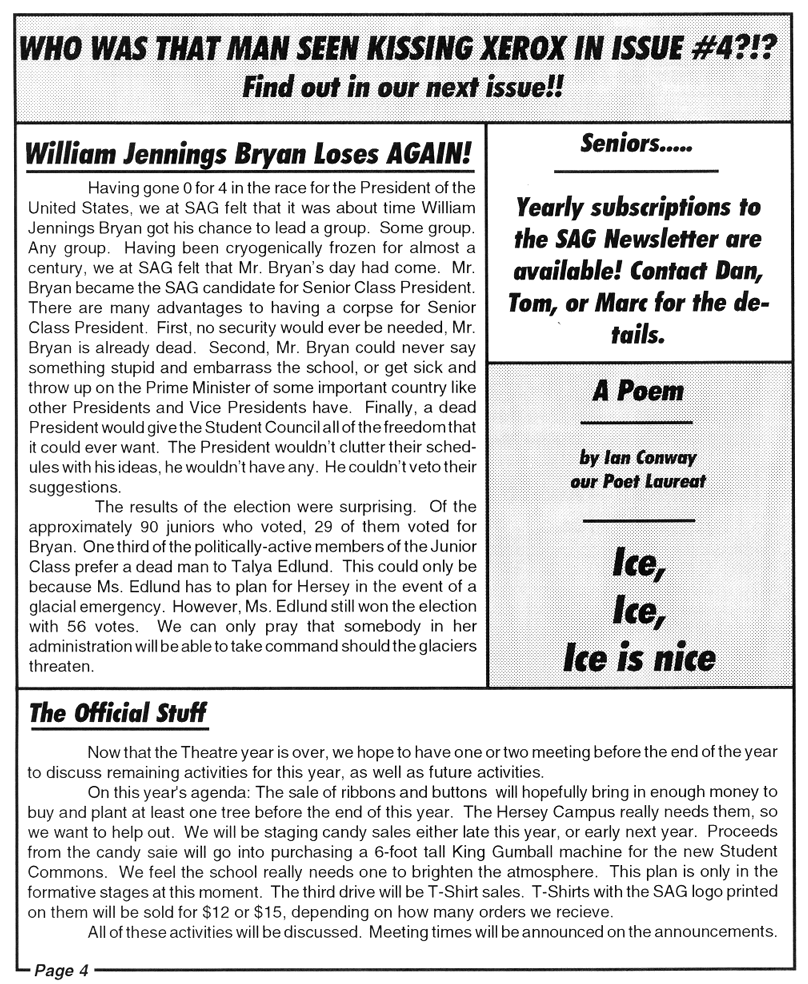 WHO WAS THAT MAN SEEN KISSING XEROX IN ISSUE #4?!?
Find out in our next issue!!
William Jennings Bryan Loses AGAIN!
Having gone 0 for 4 in the race for the President of the
United States, we at SAG felt that it was about time William
Jennings Bryan got his chance to lead a group. Some group.
Any group. Having been cryogenically frozen for almost a
century, we at SAG felt that Mr. Bryan's day had come. Mr.
Bryan became the SAG candidate for Senior Class President.
There are many advantages to having a corpse for Senior
Class President. First, no security would ever be needed, Mr.
Bryan is already dead. Second, Mr. Bryan could never say
something stupid and embarrass the school, or get sick and
throw up on the Prime Minister of some important country like
other Presidents and Vice Presidents have. Finally, a dead
President would give the Student Council all of the freedom that
it could ever want. The President wouldn't clutter their sched-
ules with his ideas, he wouldn't have any. He couldn't veto their
suggestions.
The results of the election were surprising. Of the
approximately 90 juniors who voted, 29 of them voted for
Bryan. One third of the politically-active members of the Junior
Class prefer a dead man to Talya Edlund. This could only be
because Ms. Edlund has to plan for Hersey in the event of a
glacial emergency. However, Ms. Edlund still won the election
with 56 votes. We can only pray that somebody in her
administration will be able to take command should the glaciers
threaten.
Seniors.....
Yearly subscriptions to
the SAG Newsletter are
available! Contact Dan,
Tom, or Marc for the de-
tails.
A Poem
by Ian Conway
our Poet Laureat
Ice,
Ice,
Ice is nice
The Official Stuff
Now that the Theatre year is over, we hope to have one or two meeting before the end of the year
to discuss remaining activities for this year, as well as future activities.
On this year's agenda: The sale of ribbons and buttons will hopefully bring in enough money to
buy and plant at least one tree before the end of this year. The Hersey Campus really needs them, so
we want to help out. We will be staging candy sales either late this year, or early next year. Proceeds
from the candy sale will go into purchasing a 6-foot tall King Gumball machine for the new Student
Commons. We feel the school really needs one to brighten the atmosphere. This plan is only in the
formative stages at this moment. The third drive will be T-Shirt sales. T-Shirts with the SAG logo printed
on them will be sold for $12 or $15, depending on how many orders we recieve.
All of these activities will be discussed. Meeting times will be announced on the announcements.
Page 4